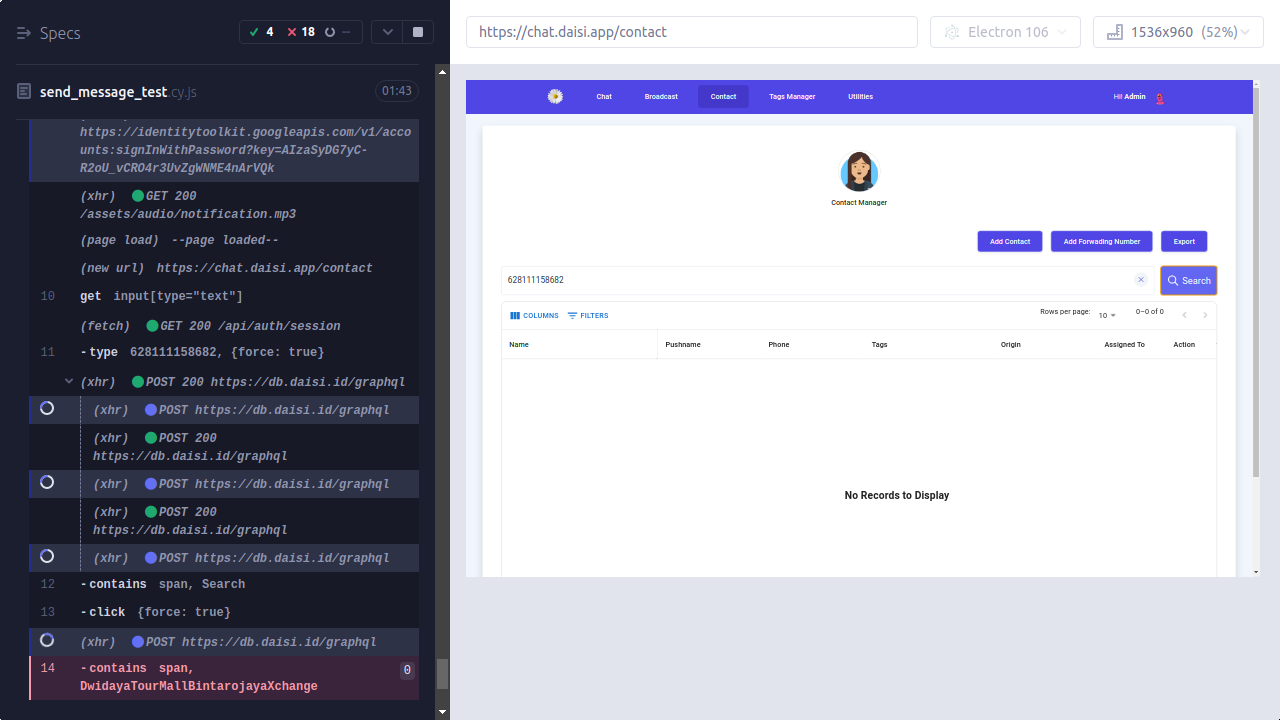 Specs
4
18
--
send_message_test.cy.js
01:43
https://identitytoolkit.googleapis.com/v1/acco
unts:signInWithPassword?key=AIzaSyDG7yC-
R2oU_vCRO4r3UvZgWNME4nArVQk
(xhr) GET 200
/assets/audio/notification.mp3
(page load) --page loaded--
(new url) https://chat.daisi.app/contact
10 get input[type="text"]
(fetch) GET 200 /api/auth/session
11 -type 628111158682, {force: true}
(xhr) POST 200 https://db.daisi.id/graphql
(xhr) POST https://db.daisi.id/graphql
(xhr) POST 200
https://db.daisi.id/graphql
(xhr) POST https://db.daisi.id/graphql
(xhr) POST 200
https://db.daisi.id/graphql
(xhr) POST https://db.daisi.id/graphql
12 -contains span, Search
13 -click {force: true}
(xhr) POST https://db.daisi.id/graphql
14 -contains span, 0
DwidayaTourMallBintarojayaXchange
https://chat.daisi.app/contact
Electron 106
1536x960 (52%)
Chat
Broadcast
Contact
Tags Manager
Utilities
Hi! Admin
Contact Manager
Add Contact
Add Forwading Number
Export
628111158682
Search
COLUMNS
FILTERS
Rows per page:
10
0–0 of 0
Name
Pushname
Phone
Tags
Origin
Assigned To
Action
No Records to Display